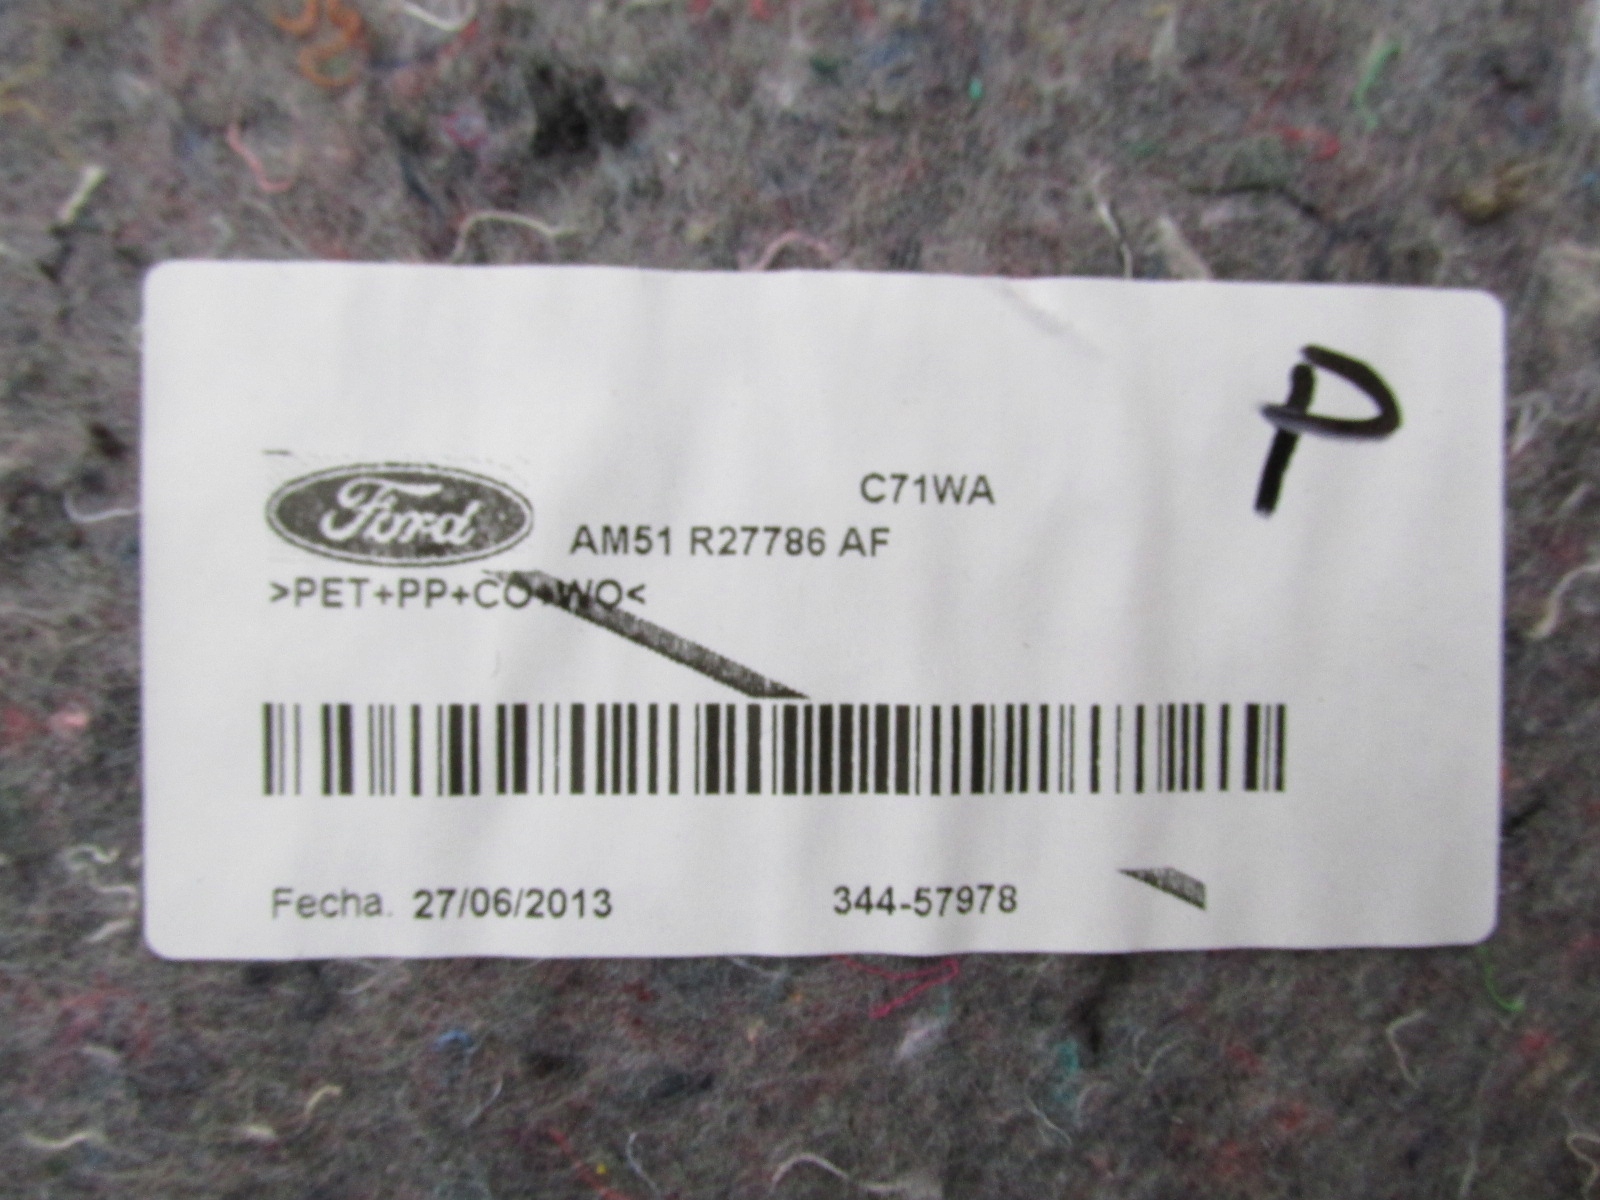 P
C71WA
Ford
AM51 R27786 AF
>PET+PP+CO+WO<
Fecha. 27/06/2013 344-57978